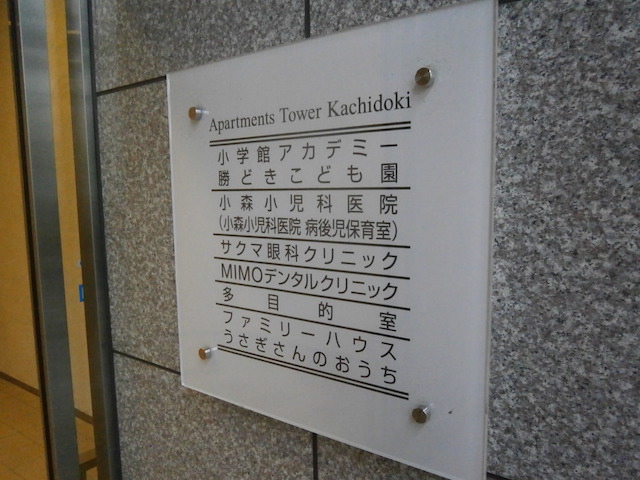 Apartments Tower Kachidoki
小学館アカデミー
勝どきこども園
小森小児科医院
(小森小児科医院 病後児保育室)
サクマ眼科クリニック
MIMOデンタルクリニック
多目的室
ファミリーハウス
うさぎさんのおうち